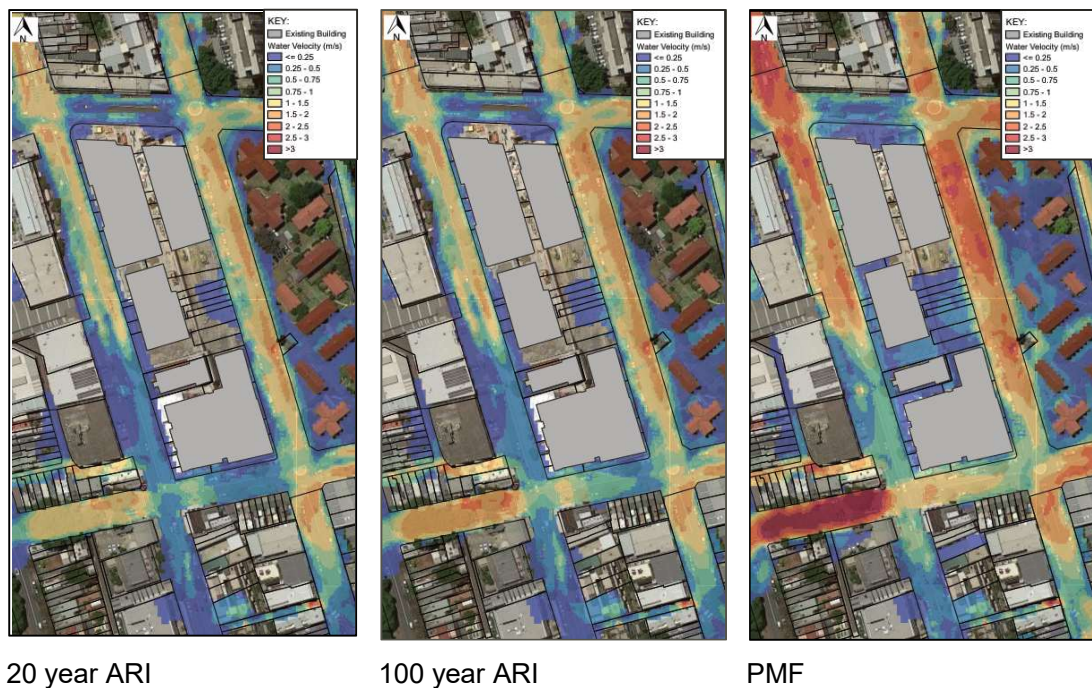 N
KEY:
Existing Building
Water Velocity (m/s)
<= 0.25
0.25 - 0.5
0.5 - 0.75
0.75 - 1
1 - 1.5
1.5 - 2
2 - 2.5
2.5 - 3
>3
N
KEY:
Existing Building
Water Velocity (m/s)
<= 0.25
0.25 - 0.5
0.5 - 0.75
0.75 - 1
1 - 1.5
1.5 - 2
2 - 2.5
2.5 - 3
>3
N
KEY:
Existing Building
Water Velocity (m/s)
<= 0.25
0.25 - 0.5
0.5 - 0.75
0.75 - 1
1 - 1.5
1.5 - 2
2 - 2.5
2.5 - 3
>3
20 year ARI
100 year ARI
PMF